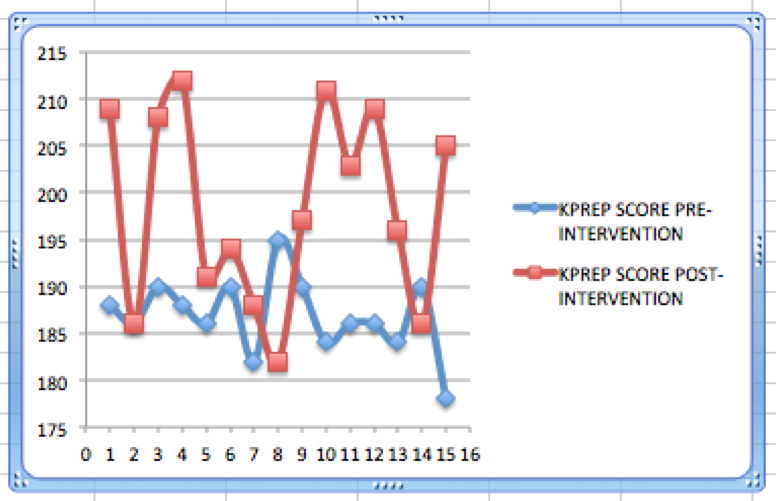 215
210
205
200
195
190
185
180
175
0 1 2 3 4 5 6 7 8 9 10 11 12 13 14 15 16
KPREP SCORE PRE-
INTERVENTION
KPREP SCORE POST-
INTERVENTION